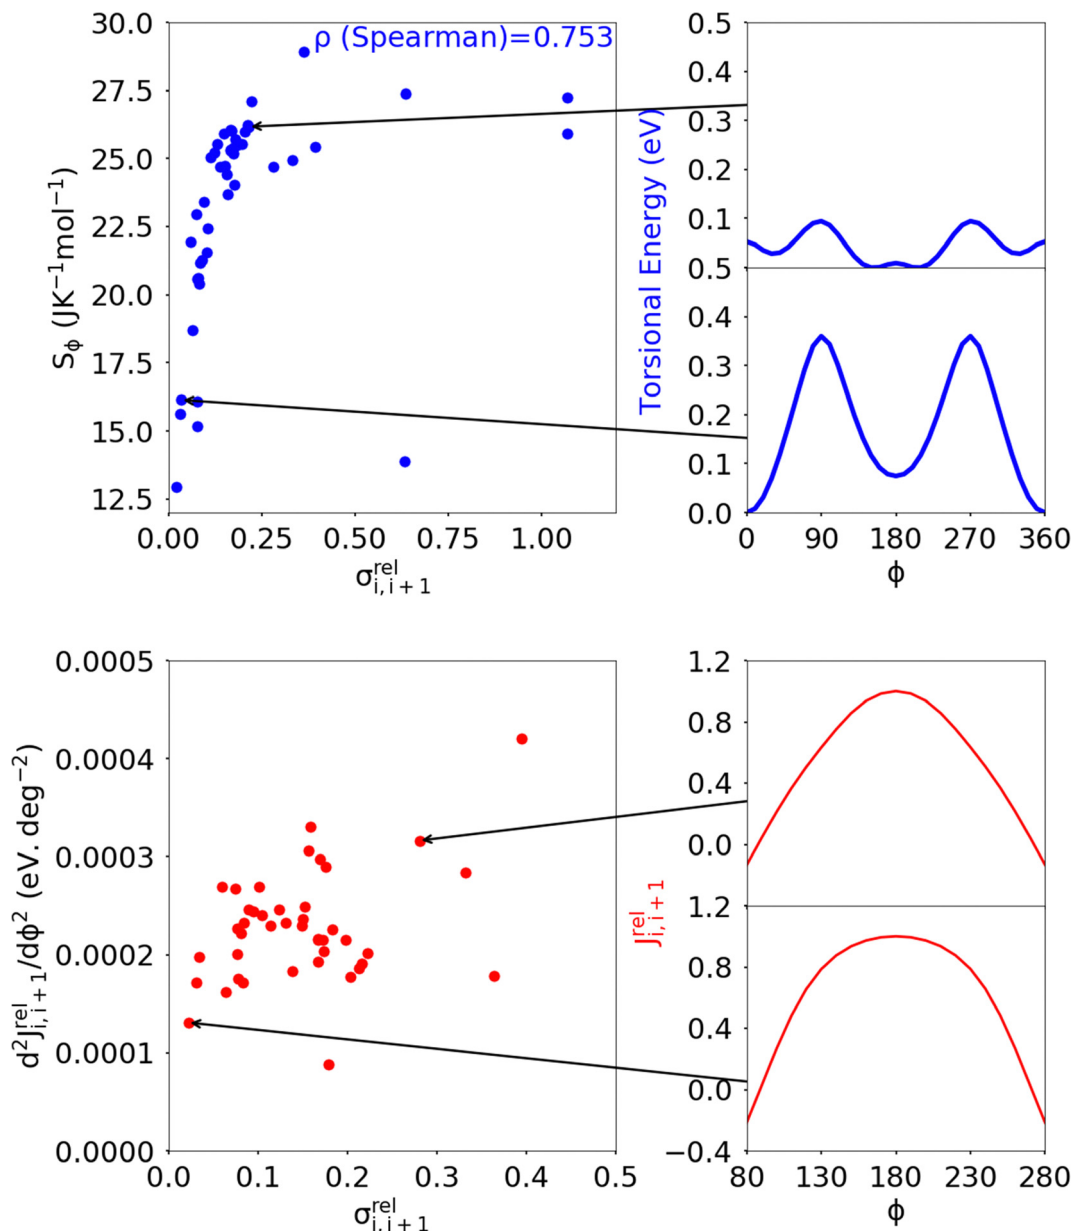 ρ (Spearman)=0.753
30.0
27.5
25.0
22.5
20.0
17.5
15.0
12.5
S_ϕ (JK⁻¹mol⁻¹)
0.00 0.25 0.50 0.75 1.00
σ^rel_i,i+1
0.5
0.4
0.3
0.2
0.1
0.5
0.4
0.3
0.2
0.1
0.0
Torsional Energy (eV)
0 90 180 270 360
ϕ
0.0005
0.0004
0.0003
0.0002
0.0001
0.0000
d²J^rel_i,i+1/dϕ² (eV. deg⁻²)
0.0 0.1 0.2 0.3 0.4 0.5
σ^rel_i,i+1
1.2
0.8
0.4
0.0
1.2
0.8
0.4
0.0
−0.4
J^rel_i,i+1
80 130 180 230 280
ϕ